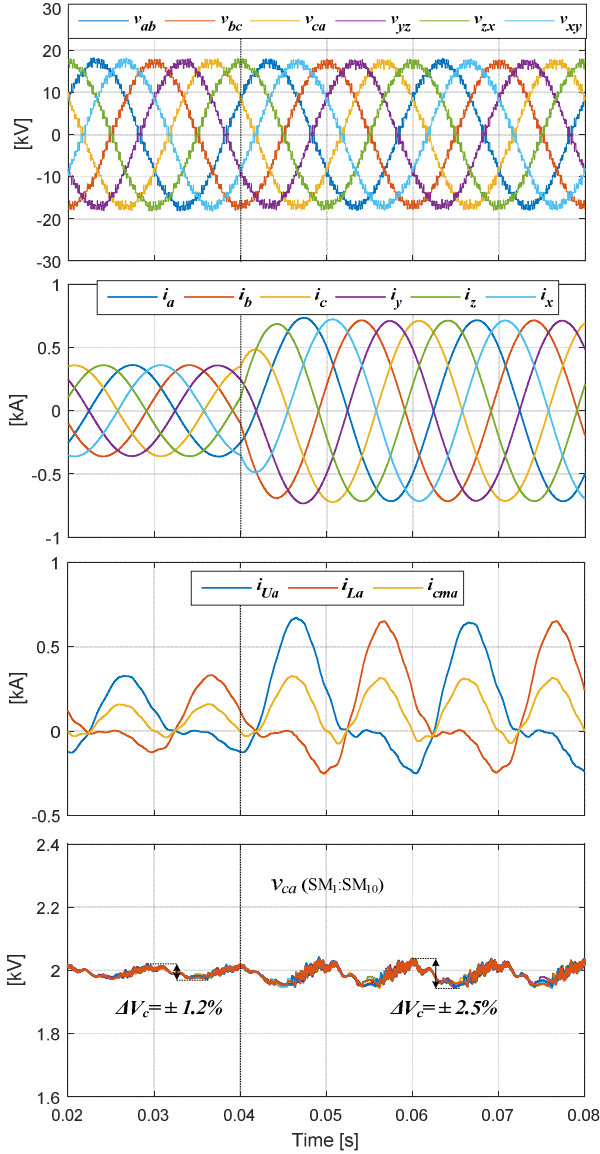 v_ab v_bc v_ca v_yz v_zx v_xy
30
20
10
0
-10
-20
-30
[kV]
i_a i_b i_c i_y i_z i_x
1
0.5
0
-0.5
-1
[kA]
i_Ua i_La i_cma
1
0.5
0
-0.5
[kA]
v_ca (SM1:SM10)
2.4
2.2
2
1.8
1.6
[kV]
ΔV_c= ± 1.2% ΔV_c= ± 2.5%
0.02 0.03 0.04 0.05 0.06 0.07 0.08
Time [s]